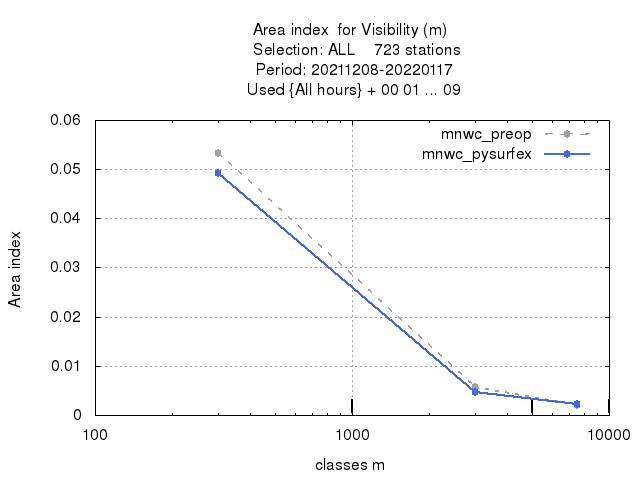 Area index  for Visibility (m)
Selection: ALL    723 stations
Period: 20211208-20220117
Used {All hours} + 00 01 ... 09
mnwc_preop
mnwc_pysurfex
0.06
0.05
0.04
0.03
0.02
0.01
0
Area index
100
1000
10000
classes m